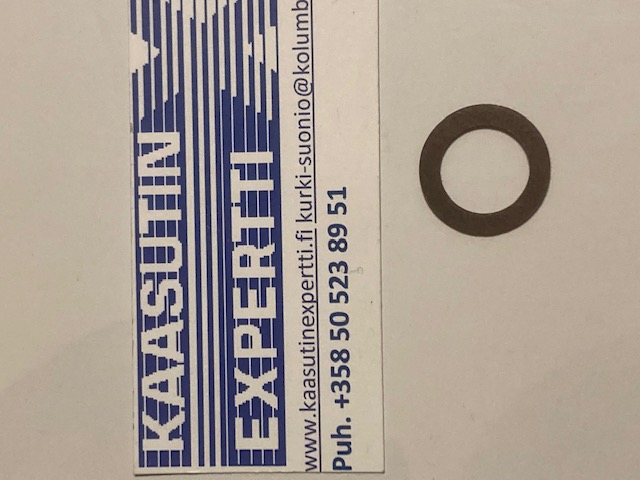 KAASUTIN
EXPERTTI
www.kaasutinexpertti.fi kurki-suonio@kolumb
Puh. +358 50 523 89 51